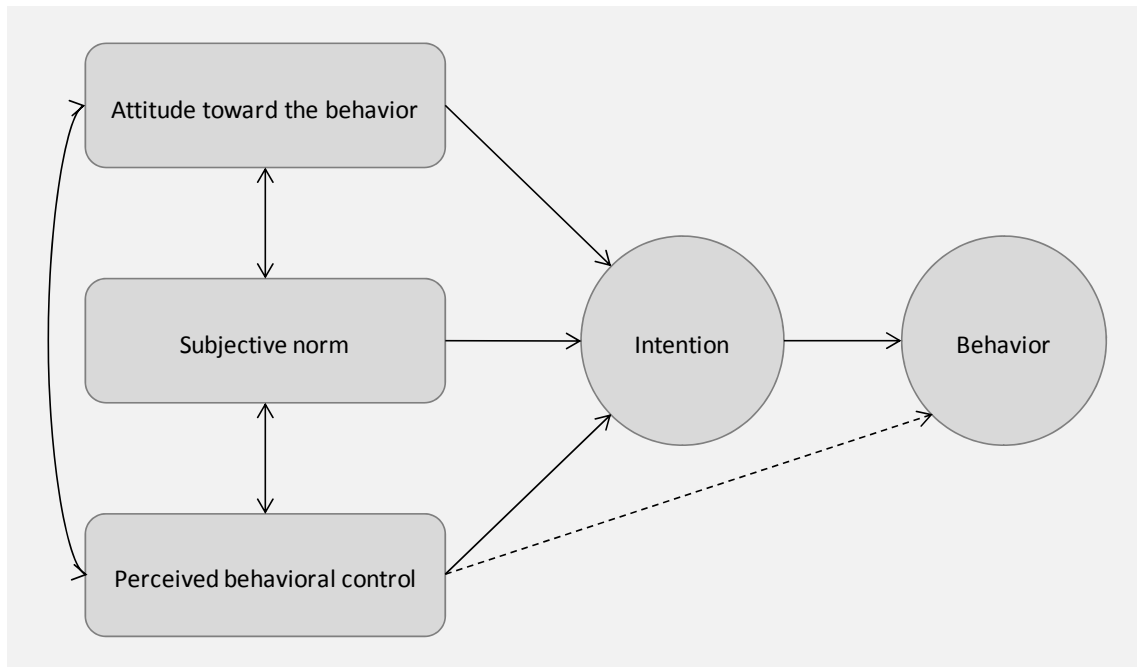 Attitude toward the behavior
Subjective norm
Intention
Behavior
Perceived behavioral control